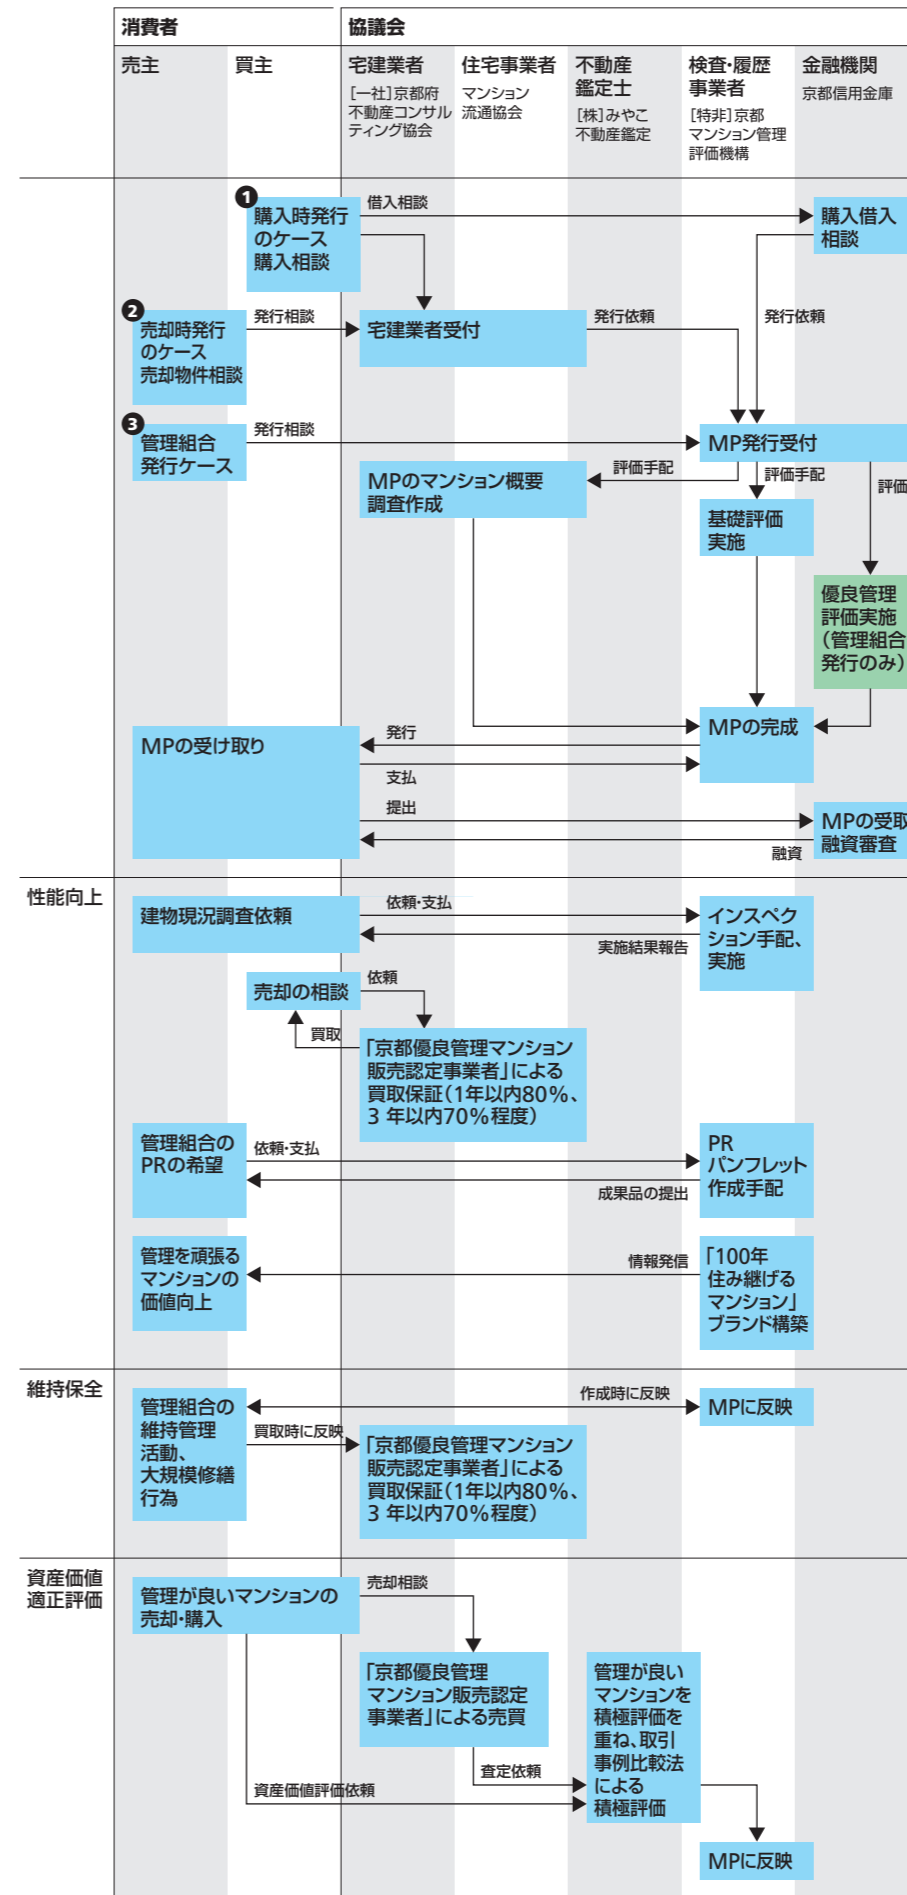 消費者
協議会
売主
買主
宅建業者
[一社]京都府
不動産コンサル
ティング協会
住宅事業者
マンション
流通協会
不動産
鑑定士
[株]みやこ
不動産鑑定
検査・履歴
事業者
[特非]京都
マンション管理
評価機構
金融機関
京都信用金庫
❶
購入時発行
のケース
購入相談
借入相談
購入借入
相談
❷
売却時発行
のケース
売却物件相談
発行相談
宅建業者受付
発行依頼
発行依頼
❸
管理組合
発行ケース
発行相談
MP発行受付
MPのマンション概要
調査作成
評価手配
評価手配
評価
基礎評価
実施
優良管理
評価実施
(管理組合
発行のみ)
MPの受け取り
発行
支払
MPの完成
提出
融資
MPの受取
融資審査
性能向上
建物現況調査依頼
依頼・支払
実施結果報告
インスペク
ション手配、
実施
売却の相談
依頼
買取
「京都優良管理マンション
販売認定事業者」による
買取保証(1年以内80%、
3 年以内70%程度)
管理組合の
PRの希望
依頼・支払
成果品の提出
PR
パンフレット
作成手配
管理を頑張る
マンションの
価値向上
情報発信
「100年
住み継げる
マンション」
ブランド構築
維持保全
管理組合の
維持管理
活動、
大規模修繕
行為
作成時に反映
MPに反映
買取時に反映
「京都優良管理マンション
販売認定事業者」による
買取保証(1年以内80%、
3 年以内70%程度)
資産価値
適正評価
管理が良いマンションの
売却・購入
売却相談
「京都優良管理
マンション販売認定
事業者」による売買
査定依頼
資産価値評価依頼
管理が良い
マンションを
積極評価を
重ね、取引
事例比較法
による
積極評価
MPに反映